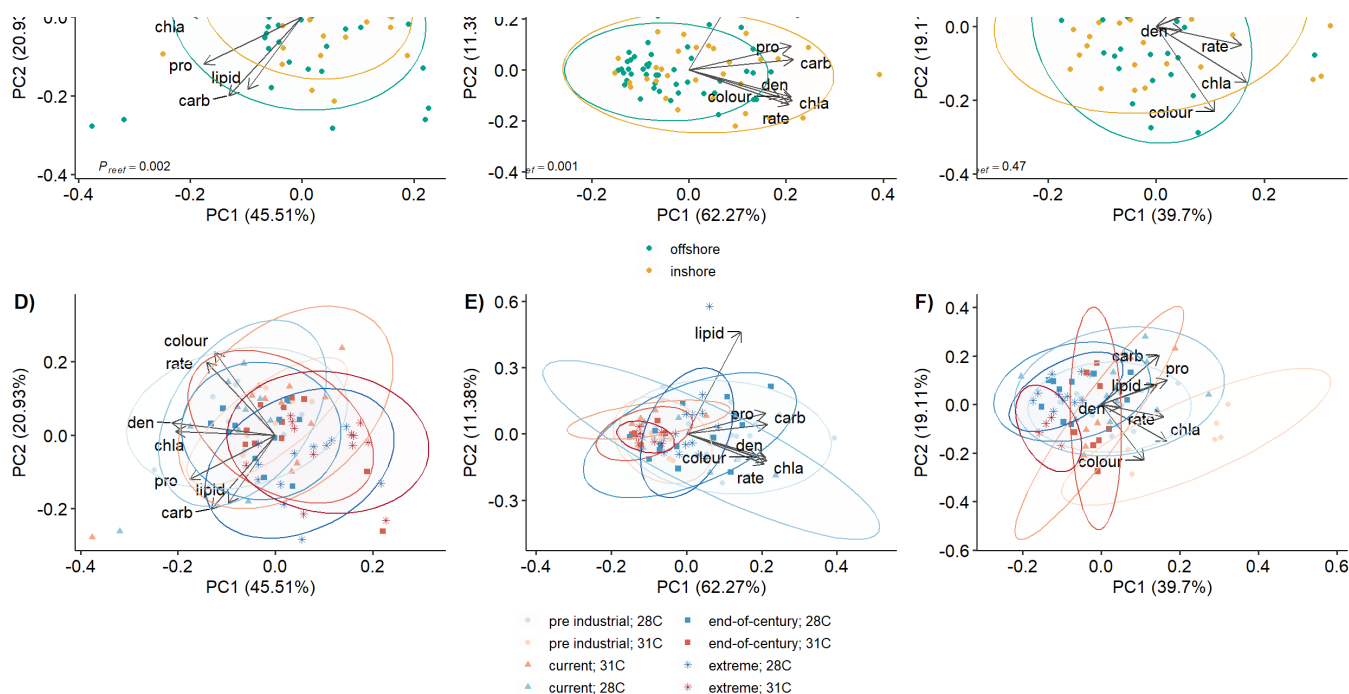 PC2 (20.93
0.0
-0.2
-0.4
chla
pro
lipid
carb
P reef = 0.002
-0.4 -0.2 0.0 0.2
PC1 (45.51%)
PC2 (11.38
0.2
0.0
-0.2
-0.4
pro
carb
den
colour
chla
rate
ef = 0.001
0.0 0.2 0.4
PC1 (62.27%)
PC2 (19.11
0.0
-0.2
-0.4
den
rate
chla
colour
ef = 0.47
-0.2 0.0 0.2
PC1 (39.7%)
offshore
inshore
D)
PC2 (20.93%)
0.2
0.0
-0.2
colour
rate
den
chla
pro
lipid
carb
-0.4 -0.2 0.0 0.2
PC1 (45.51%)
E)
PC2 (11.38%)
0.6
0.3
0.0
-0.3
lipid
pro
carb
den
colour
chla
rate
-0.4 -0.2 0.0 0.2 0.4
PC1 (62.27%)
F)
PC2 (19.11%)
0.4
0.2
0.0
-0.2
-0.4
-0.6
carb
pro
lipid
den
rate
chla
colour
-0.2 0.0 0.2 0.4 0.6
PC1 (39.7%)
pre industrial; 28C end-of-century; 28C
pre industrial; 31C end-of-century; 31C
current; 31C extreme; 28C
current; 28C extreme; 31C